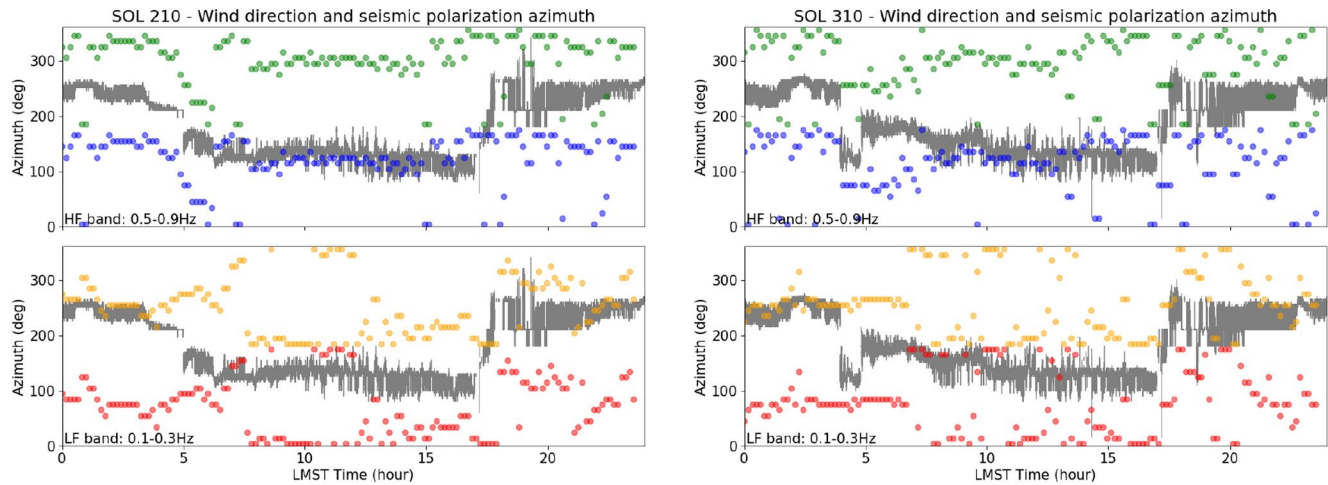 SOL 210 - Wind direction and seismic polarization azimuth
Azimuth (deg)
300
200
100
0
HF band: 0.5-0.9Hz
Azimuth (deg)
300
200
100
0
LF band: 0.1-0.3Hz
0 5 10 15 20
LMST Time (hour)
SOL 310 - Wind direction and seismic polarization azimuth
Azimuth (deg)
300
200
100
0
HF band: 0.5-0.9Hz
Azimuth (deg)
300
200
100
0
LF band: 0.1-0.3Hz
0 5 10 15 20
LMST Time (hour)